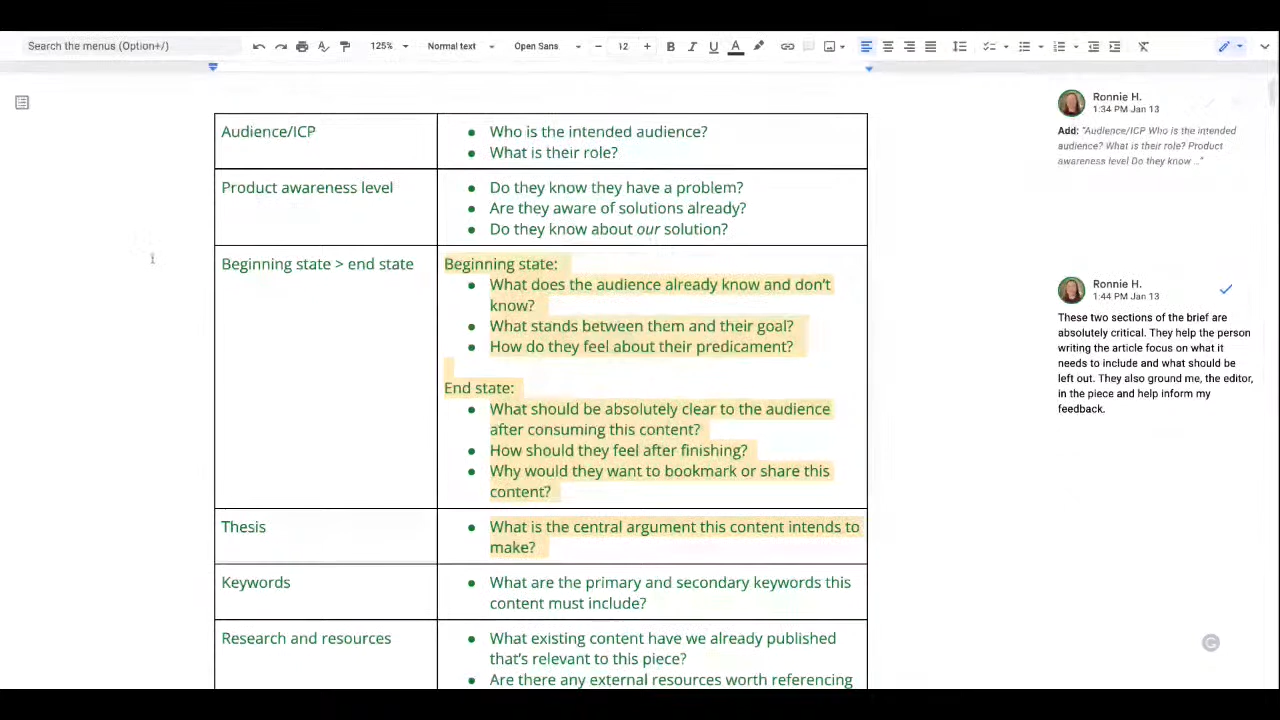 Search the menus (Option+/)
125%
Normal text
Open Sans
12
Audience/ICP
Who is the intended audience?
What is their role?
Product awareness level
Do they know they have a problem?
Are they aware of solutions already?
Do they know about our solution?
Beginning state > end state
Beginning state:
What does the audience already know and don't
know?
What stands between them and their goal?
How do they feel about their predicament?
End state:
What should be absolutely clear to the audience
after consuming this content?
How should they feel after finishing?
Why would they want to bookmark or share this
content?
Thesis
What is the central argument this content intends to
make?
Keywords
What are the primary and secondary keywords this
content must include?
Research and resources
What existing content have we already published
that's relevant to this piece?
Are there any external resources worth referencing
Ronnie H.
1:34 PM Jan 13
Add: "Audience/ICP Who is the intended
audience? What is their role? Product
awareness level Do they know ..."
Ronnie H.
1:44 PM Jan 13
These two sections of the brief are
absolutely critical. They help the person
writing the article focus on what it
needs to include and what should be
left out. They also ground me, the editor,
in the piece and help inform my
feedback.